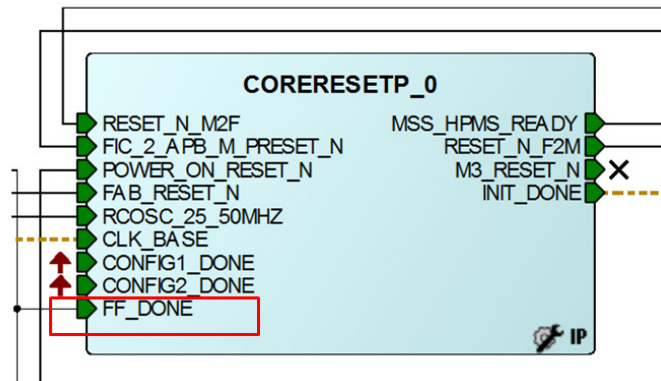 CORERESETP_0
RESET_N_M2F
MSS_HPMS_READY
FIC_2_APB_M_PRESET_N
RESET_N_F2M
POWER_ON_RESET_N
M3_RESET_N
FAB_RESET_N
INIT_DONE
RCOSC_25_50MHZ
CLK_BASE
CONFIG1_DONE
CONFIG2_DONE
FF_DONE
IP